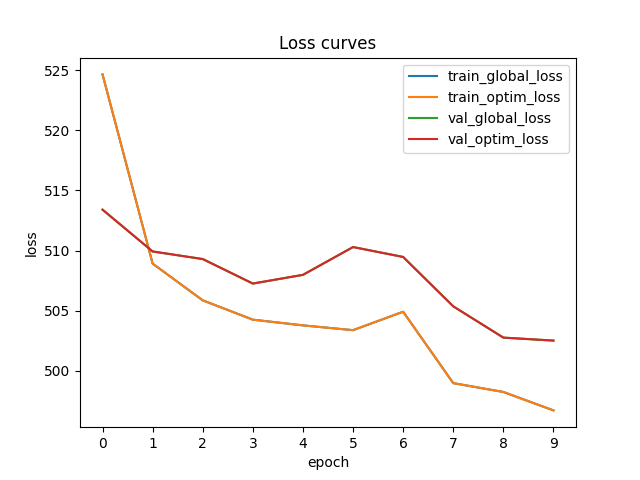 Loss curves
525
520
515
510
505
500
loss
train_global_loss
train_optim_loss
val_global_loss
val_optim_loss
0 1 2 3 4 5 6 7 8 9
epoch